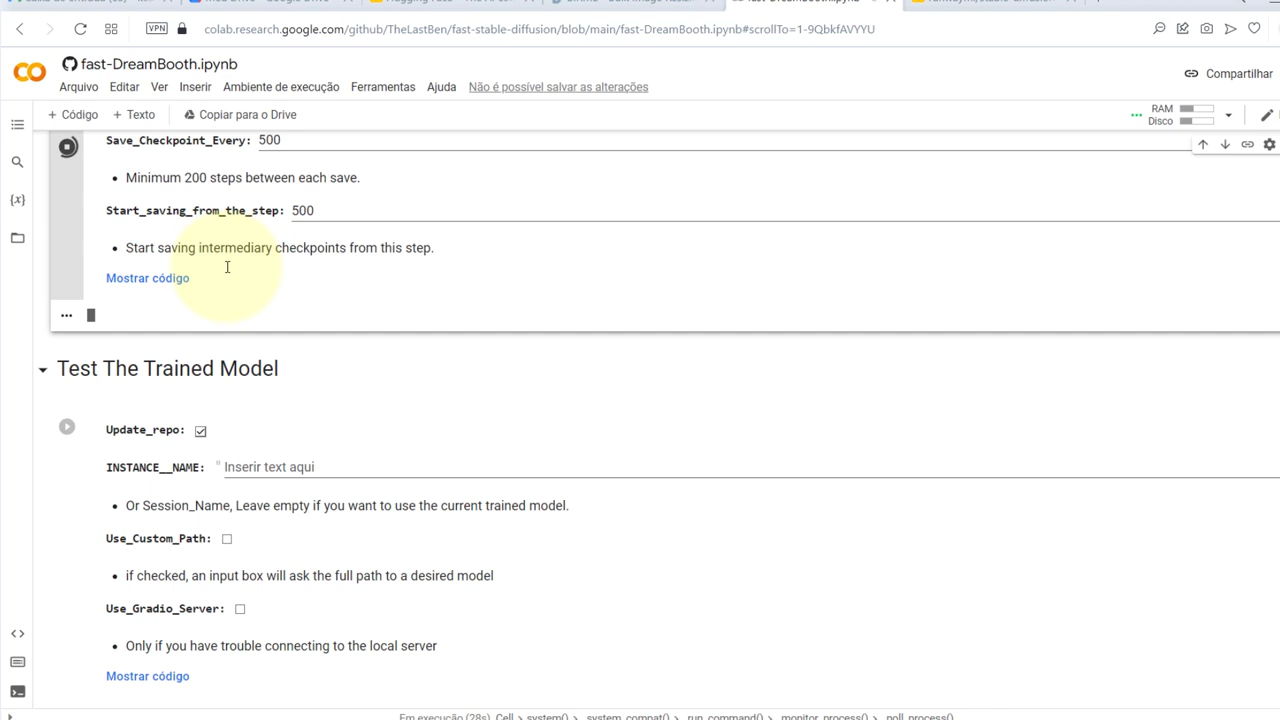 VPN
colab.research.google.com/github/TheLastBen/fast-stable-diffusion/blob/main/fast-DreamBooth.ipynb#scrollTo=1-9QbkfAVYYU
fast-DreamBooth.ipynb
Compartilhar
Arquivo Editar Ver Inserir Ambiente de execução Ferramentas Ajuda Não é possível salvar as alterações
+ Código + Texto Copiar para o Drive
RAM
Disco
Save_Checkpoint_Every: 500
Minimum 200 steps between each save.
Start_saving_from_the_step: 500
Start saving intermediary checkpoints from this step.
Mostrar código
Test The Trained Model
Update_repo:
INSTANCE__NAME: " Inserir text aqui
Or Session_Name, Leave empty if you want to use the current trained model.
Use_Custom_Path:
if checked, an input box will ask the full path to a desired model
Use_Gradio_Server:
Only if you have trouble connecting to the local server
Mostrar código
Em execução (28s) Cell > system() > _system_compat() > _run_command() > _monitor_process() > _poll_process()